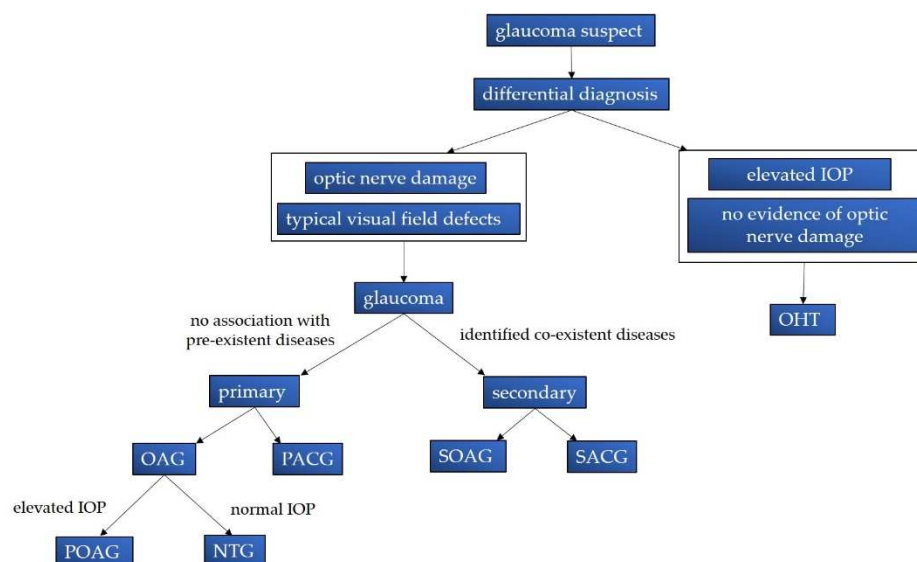 glaucoma suspect
differential diagnosis
optic nerve damage
typical visual field defects
elevated IOP
no evidence of optic
nerve damage
glaucoma
OHT
no association with
pre-existent diseases
identified co-existent diseases
primary
secondary
OAG
PACG
SOAG
SACG
elevated IOP
normal IOP
POAG
NTG